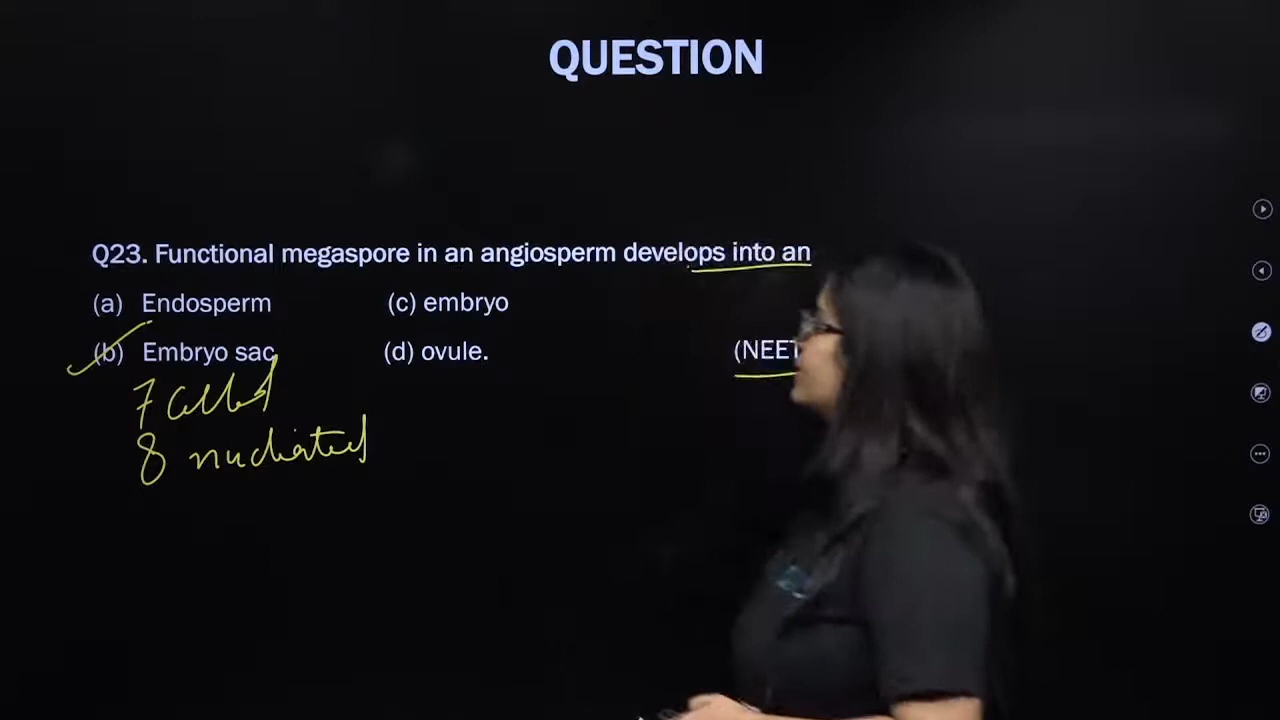 QUESTION
Q23. Functional megaspore in an angiosperm develops into an
(a) Endosperm (c) embryo
(b) Embryo sac (d) ovule. (NEET
7 celled
8 nucleated